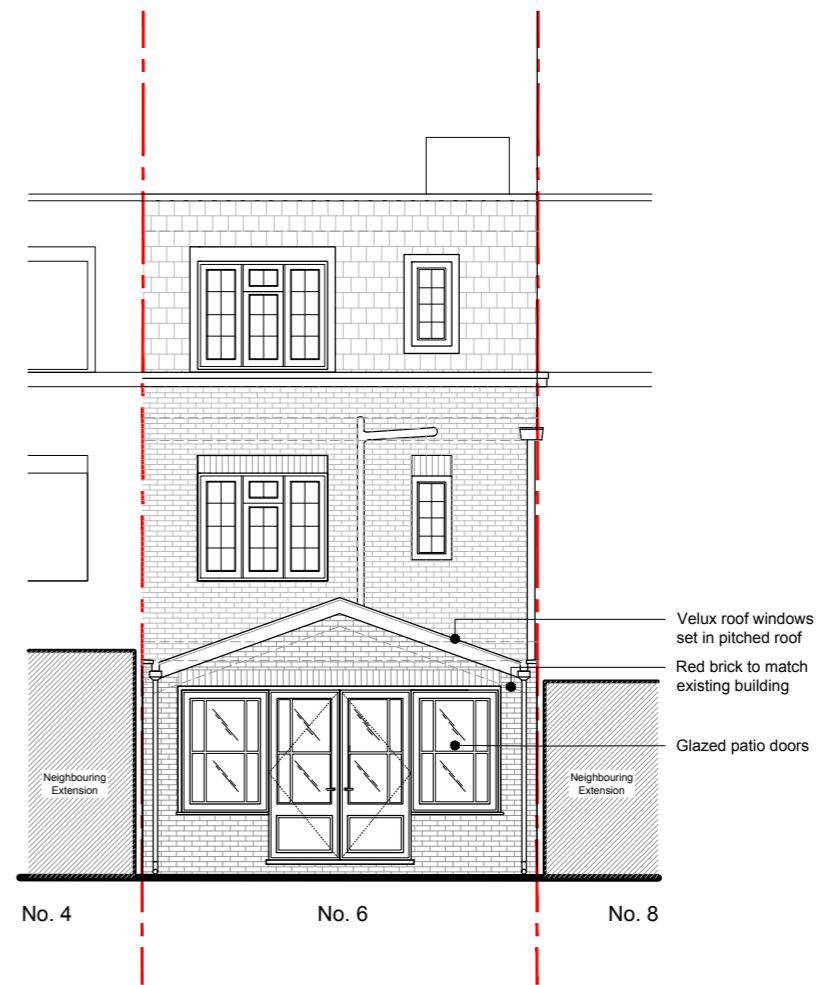 Velux roof windows
set in pitched roof
Red brick to match
existing building
Glazed patio doors
Neighbouring
Extension
Neighbouring
Extension
No. 4
No. 6
No. 8